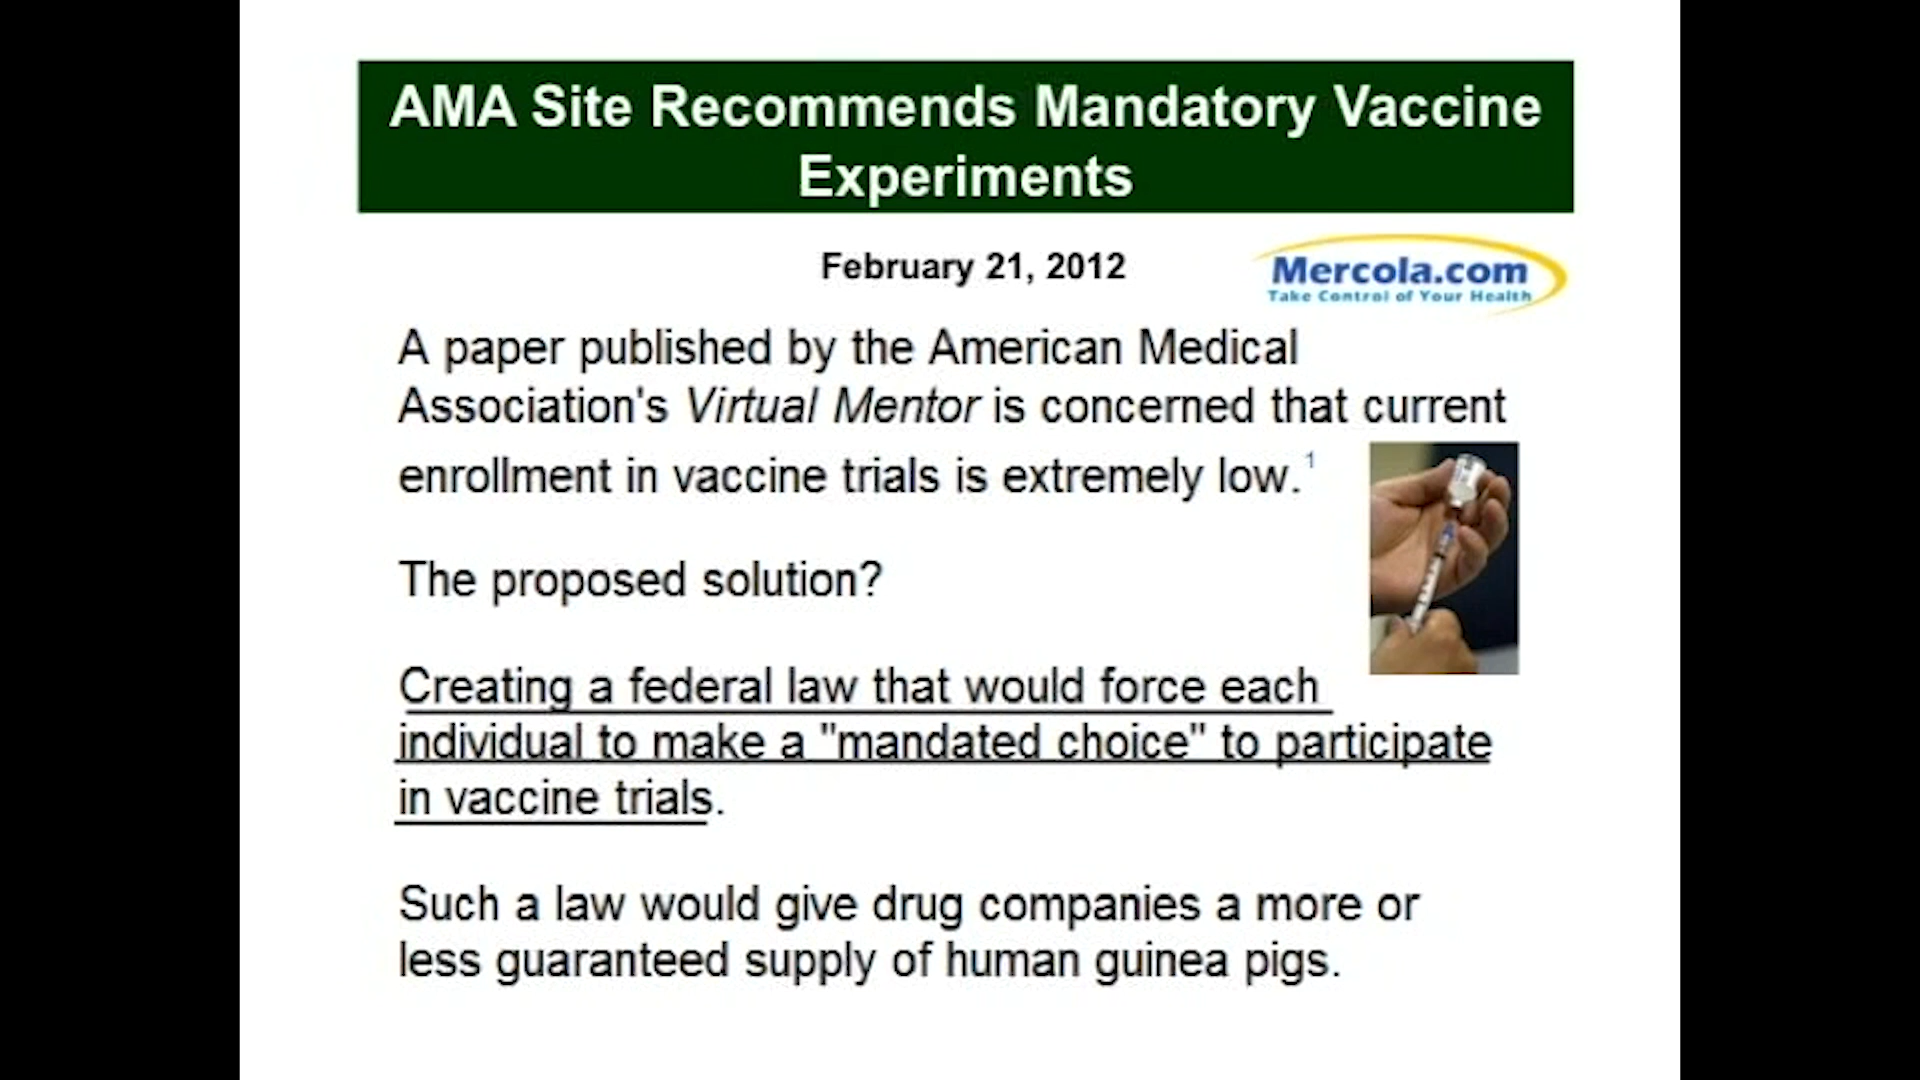 AMA Site Recommends Mandatory Vaccine
Experiments
February 21, 2012
Mercola.com
Take Control of Your Health
A paper published by the American Medical
Association's Virtual Mentor is concerned that current
enrollment in vaccine trials is extremely low.1
The proposed solution?
Creating a federal law that would force each
individual to make a "mandated choice" to participate
in vaccine trials.
Such a law would give drug companies a more or
less guaranteed supply of human guinea pigs.